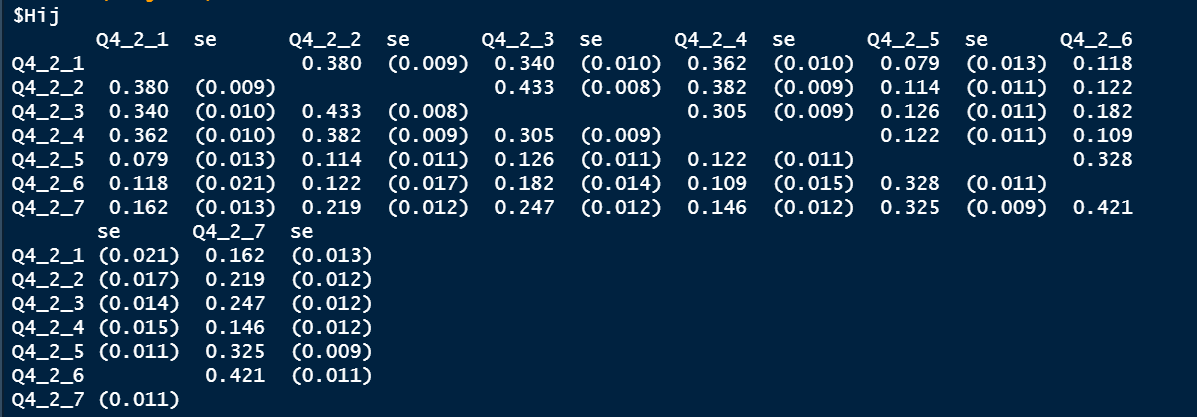 $Hij
       Q4_2_1  se      Q4_2_2  se      Q4_2_3  se      Q4_2_4  se      Q4_2_5  se      Q4_2_6
Q4_2_1                  0.380  (0.009)  0.340  (0.010)  0.362  (0.010)  0.079  (0.013)  0.118
Q4_2_2  0.380  (0.009)                  0.433  (0.008)  0.382  (0.009)  0.114  (0.011)  0.122
Q4_2_3  0.340  (0.010)  0.433  (0.008)                  0.305  (0.009)  0.126  (0.011)  0.182
Q4_2_4  0.362  (0.010)  0.382  (0.009)  0.305  (0.009)                  0.122  (0.011)  0.109
Q4_2_5  0.079  (0.013)  0.114  (0.011)  0.126  (0.011)  0.122  (0.011)                  0.328
Q4_2_6  0.118  (0.021)  0.122  (0.017)  0.182  (0.014)  0.109  (0.015)  0.328  (0.011)
Q4_2_7  0.162  (0.013)  0.219  (0.012)  0.247  (0.012)  0.146  (0.012)  0.325  (0.009)  0.421
       se      Q4_2_7  se
Q4_2_1 (0.021)  0.162  (0.013)
Q4_2_2 (0.017)  0.219  (0.012)
Q4_2_3 (0.014)  0.247  (0.012)
Q4_2_4 (0.015)  0.146  (0.012)
Q4_2_5 (0.011)  0.325  (0.009)
Q4_2_6          0.421  (0.011)
Q4_2_7 (0.011)